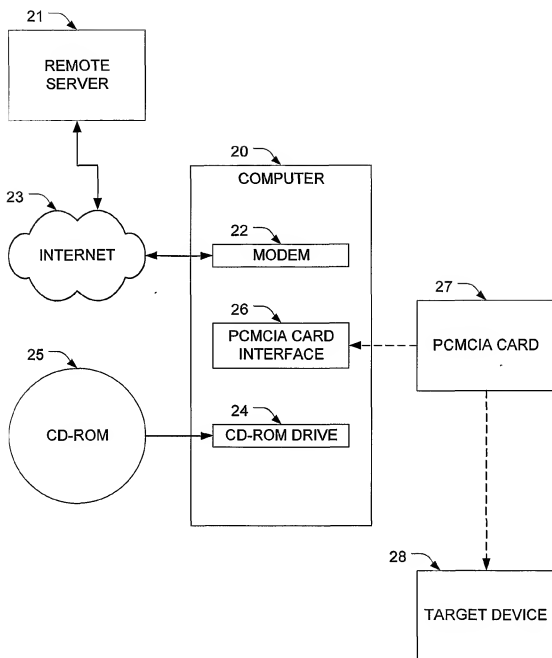 21
REMOTE
SERVER
20
COMPUTER
23
INTERNET
22
MODEM
27
PCMCIA CARD
26
PCMCIA CARD
INTERFACE
25
CD-ROM
24
CD-ROM DRIVE
28
TARGET DEVICE